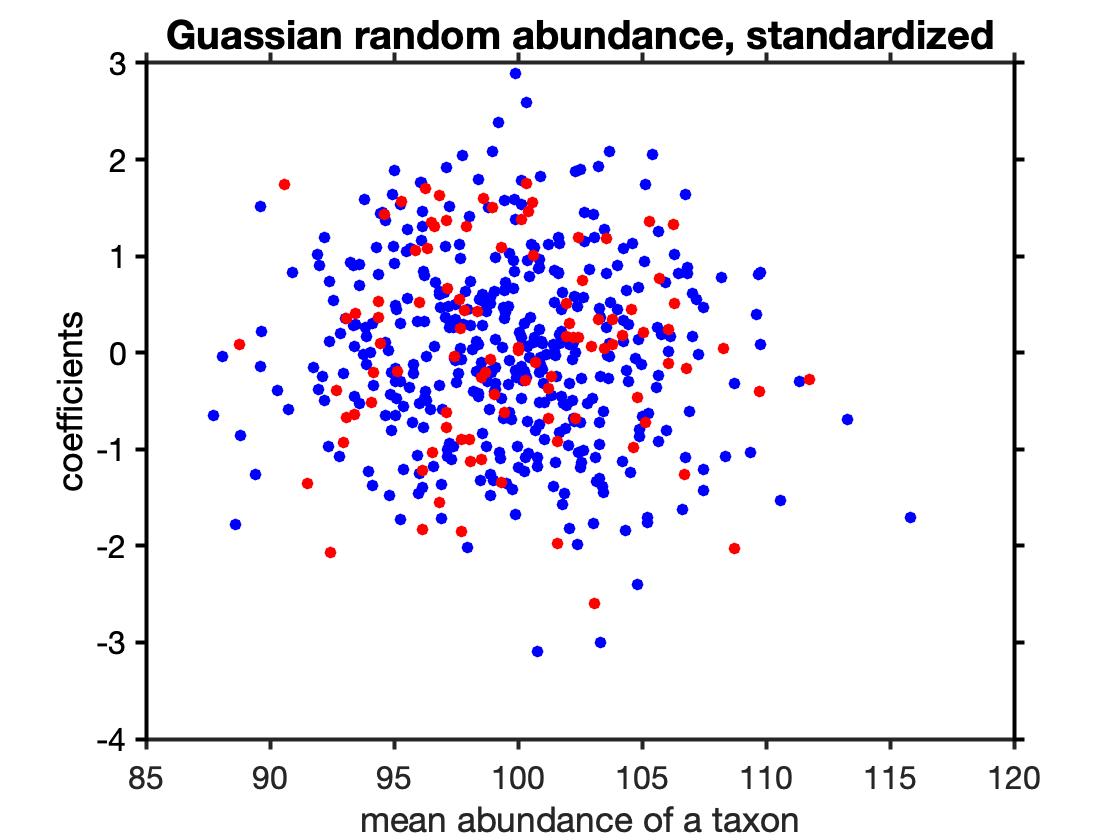 Guassian random abundance, standardized
3
2
1
0
-1
-2
-3
-4
coefficients
85 90 95 100 105 110 115 120
mean abundance of a taxon